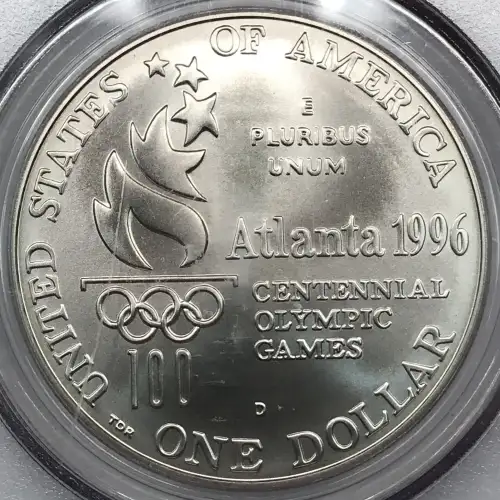 UNITED STATES OF AMERICA
E
PLURIBUS
UNUM
Atlanta 1996
CENTENNIAL
OLYMPIC
GAMES
100
D
TDR
ONE DOLLAR